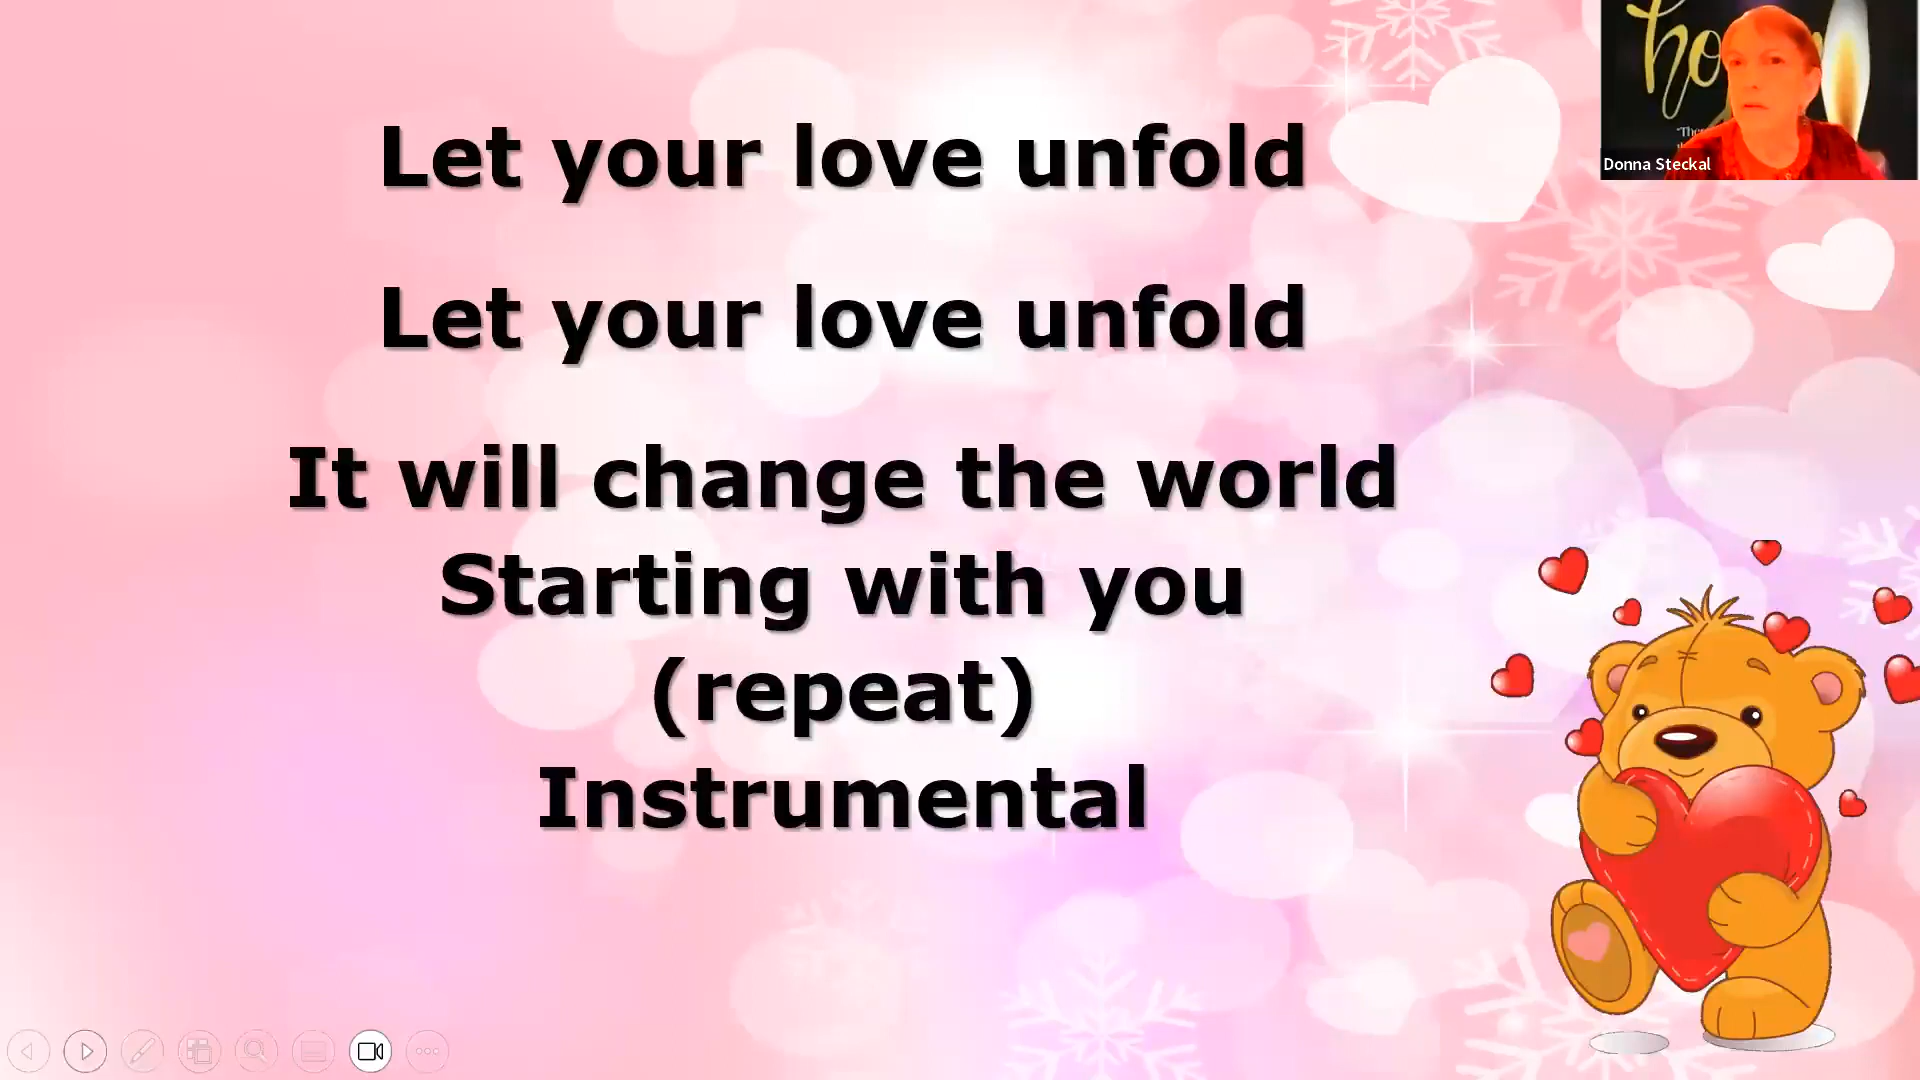 Let your love unfold
Let your love unfold
It will change the world
Starting with you
(repeat)
Instrumental
Donna Steckal